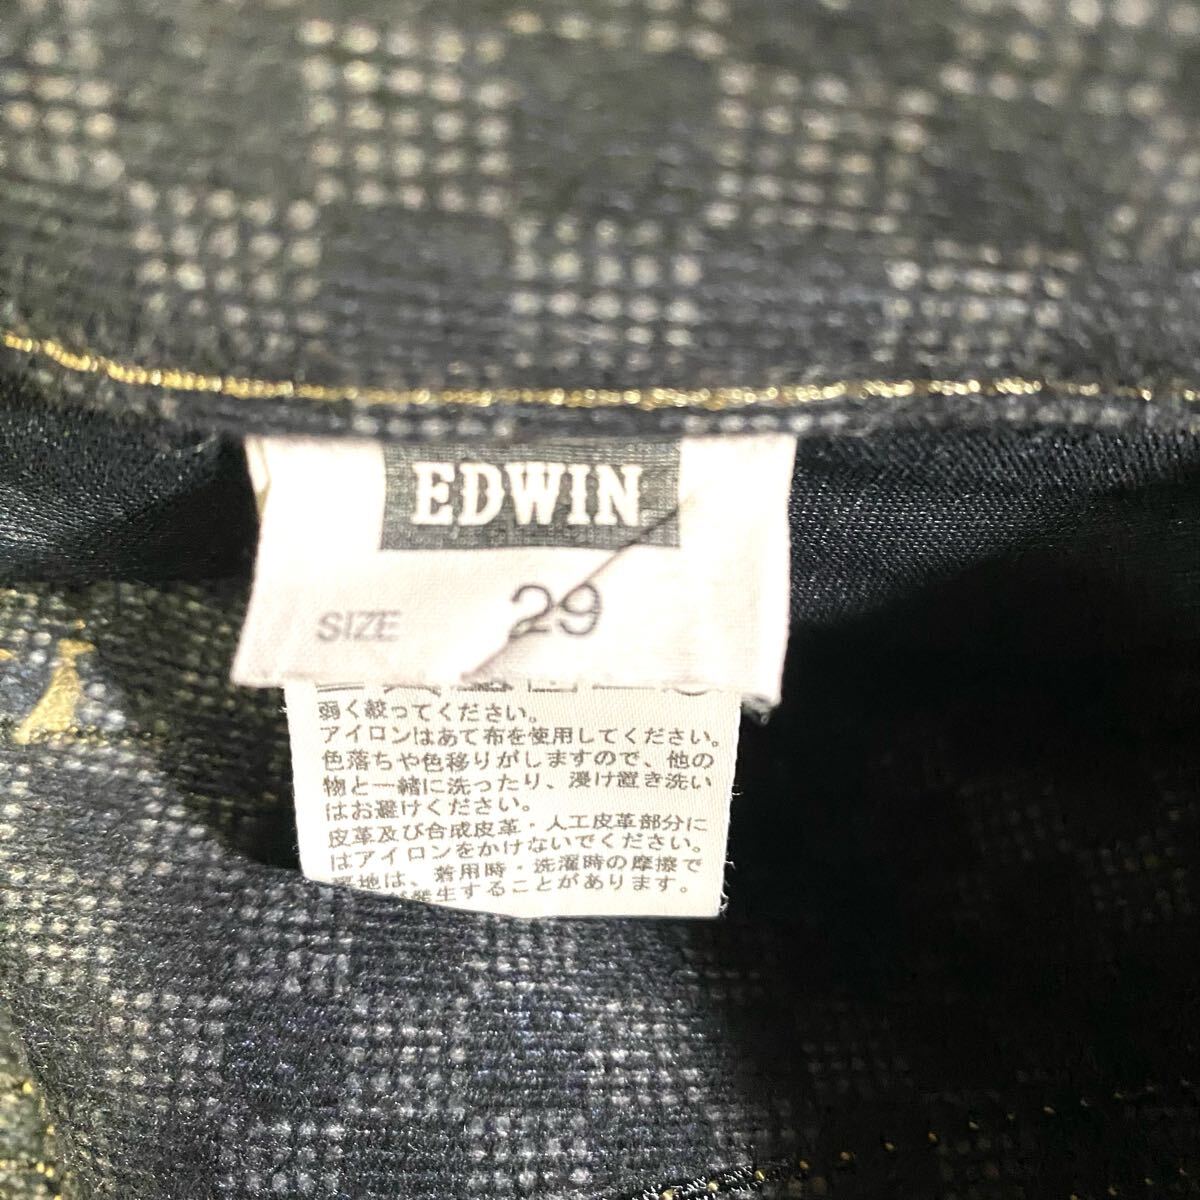 EDWIN
SIZE 29
弱く絞ってください。
アイロンはあて布を使用してください。
色落ちや色移りがしますので、他の
物と一緒に洗ったり、浸け置き洗い
はお避けください。
皮革及び合成皮革・人工皮革部分に
はアイロンをかけないでください。
地は、着用時・洗濯時の摩擦で
が発生することがあります。